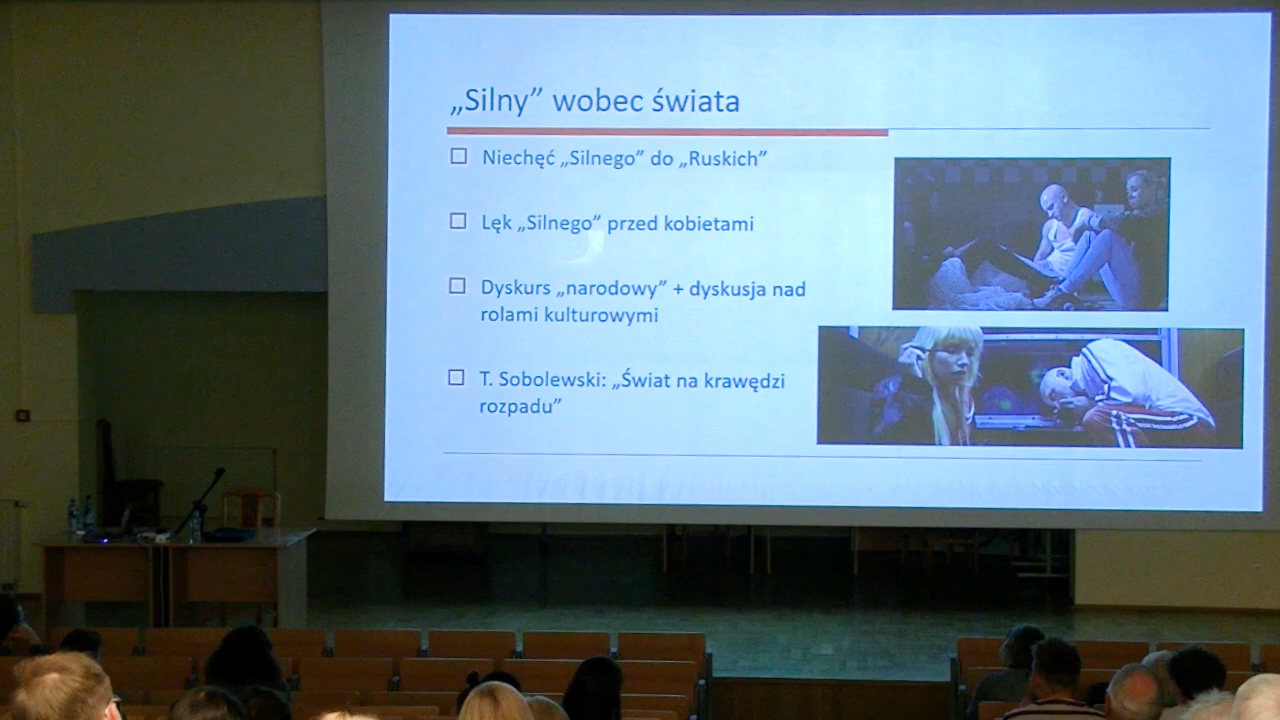 „Silny” wobec świata
Niechęć „Silnego” do „Ruskich”
Lęk „Silnego” przed kobietami
Dyskurs „narodowy” + dyskusja nad
rolami kulturowymi
T. Sobolewski: „Świat na krawędzi
rozpadu”